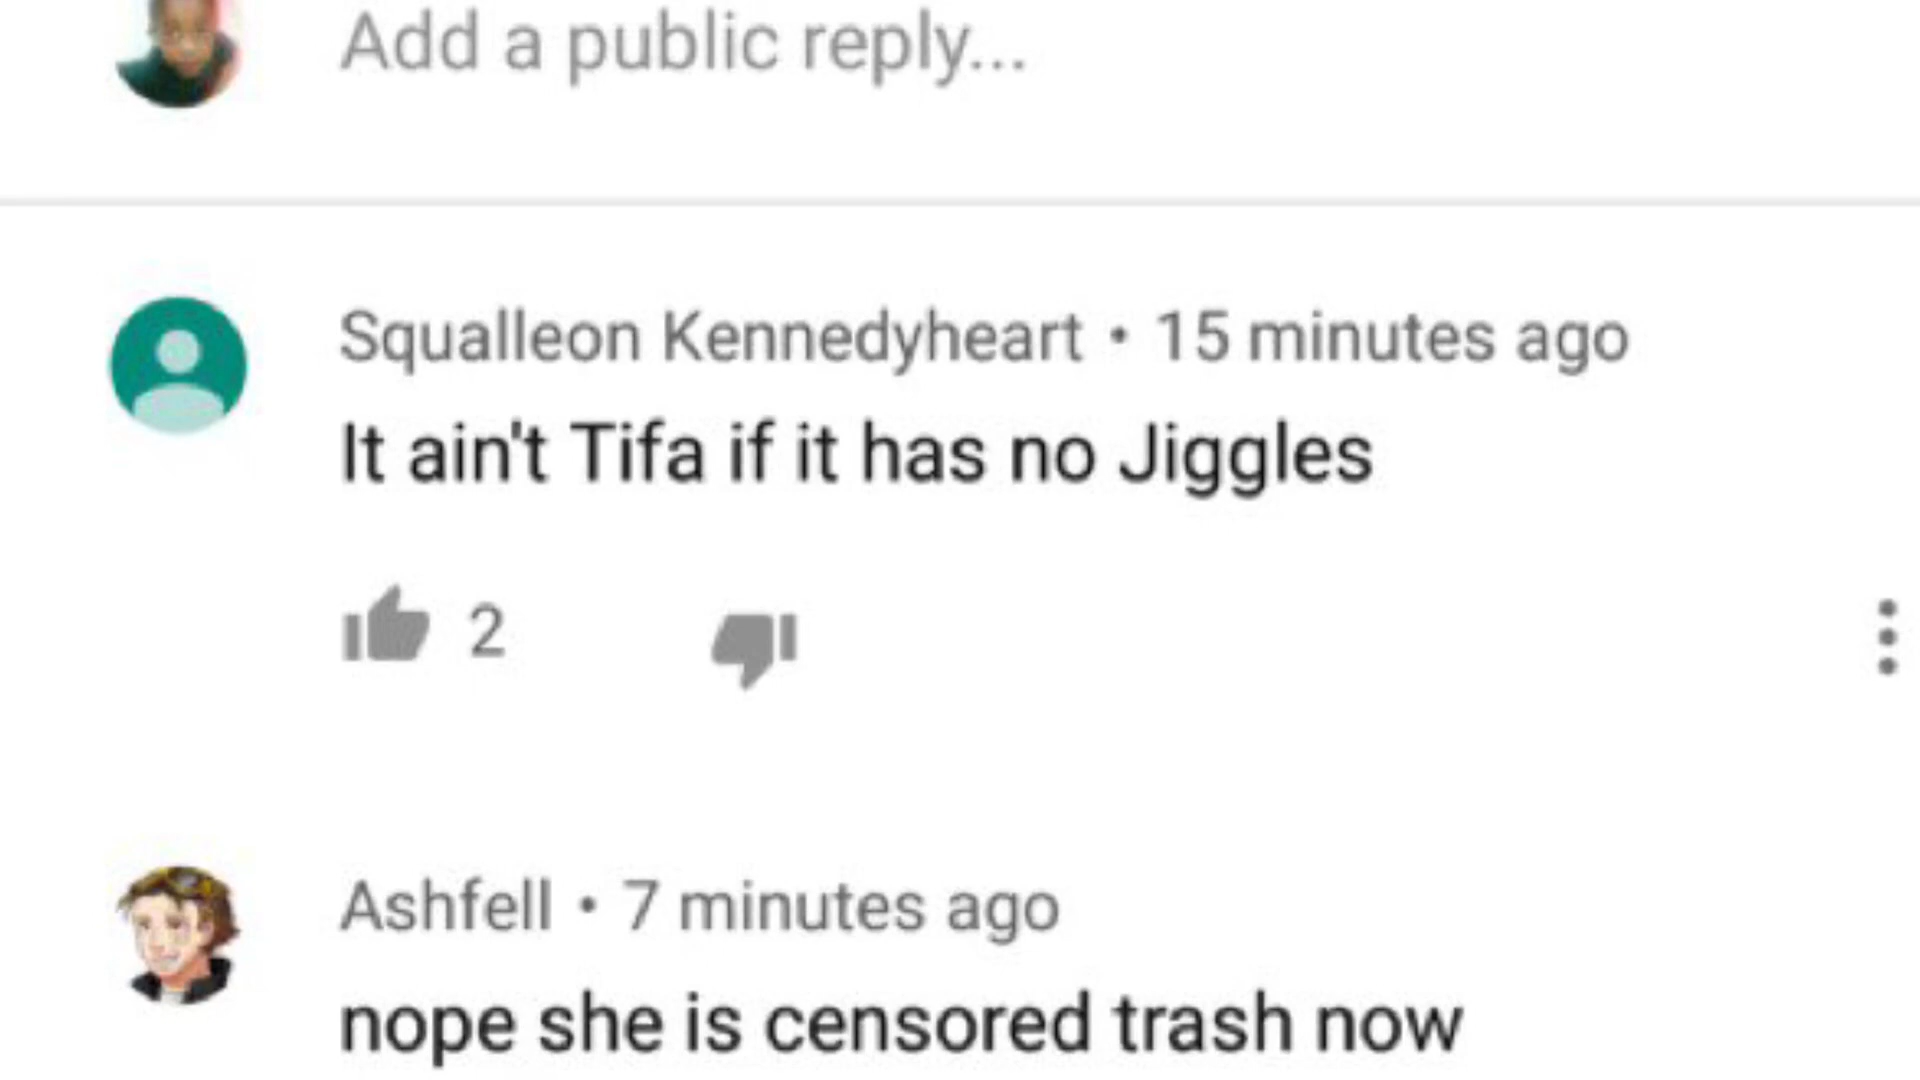 Add a public reply...
Squalleon Kennedyheart • 15 minutes ago
It ain't Tifa if it has no Jiggles
2
Ashfell • 7 minutes ago
nope she is censored trash now